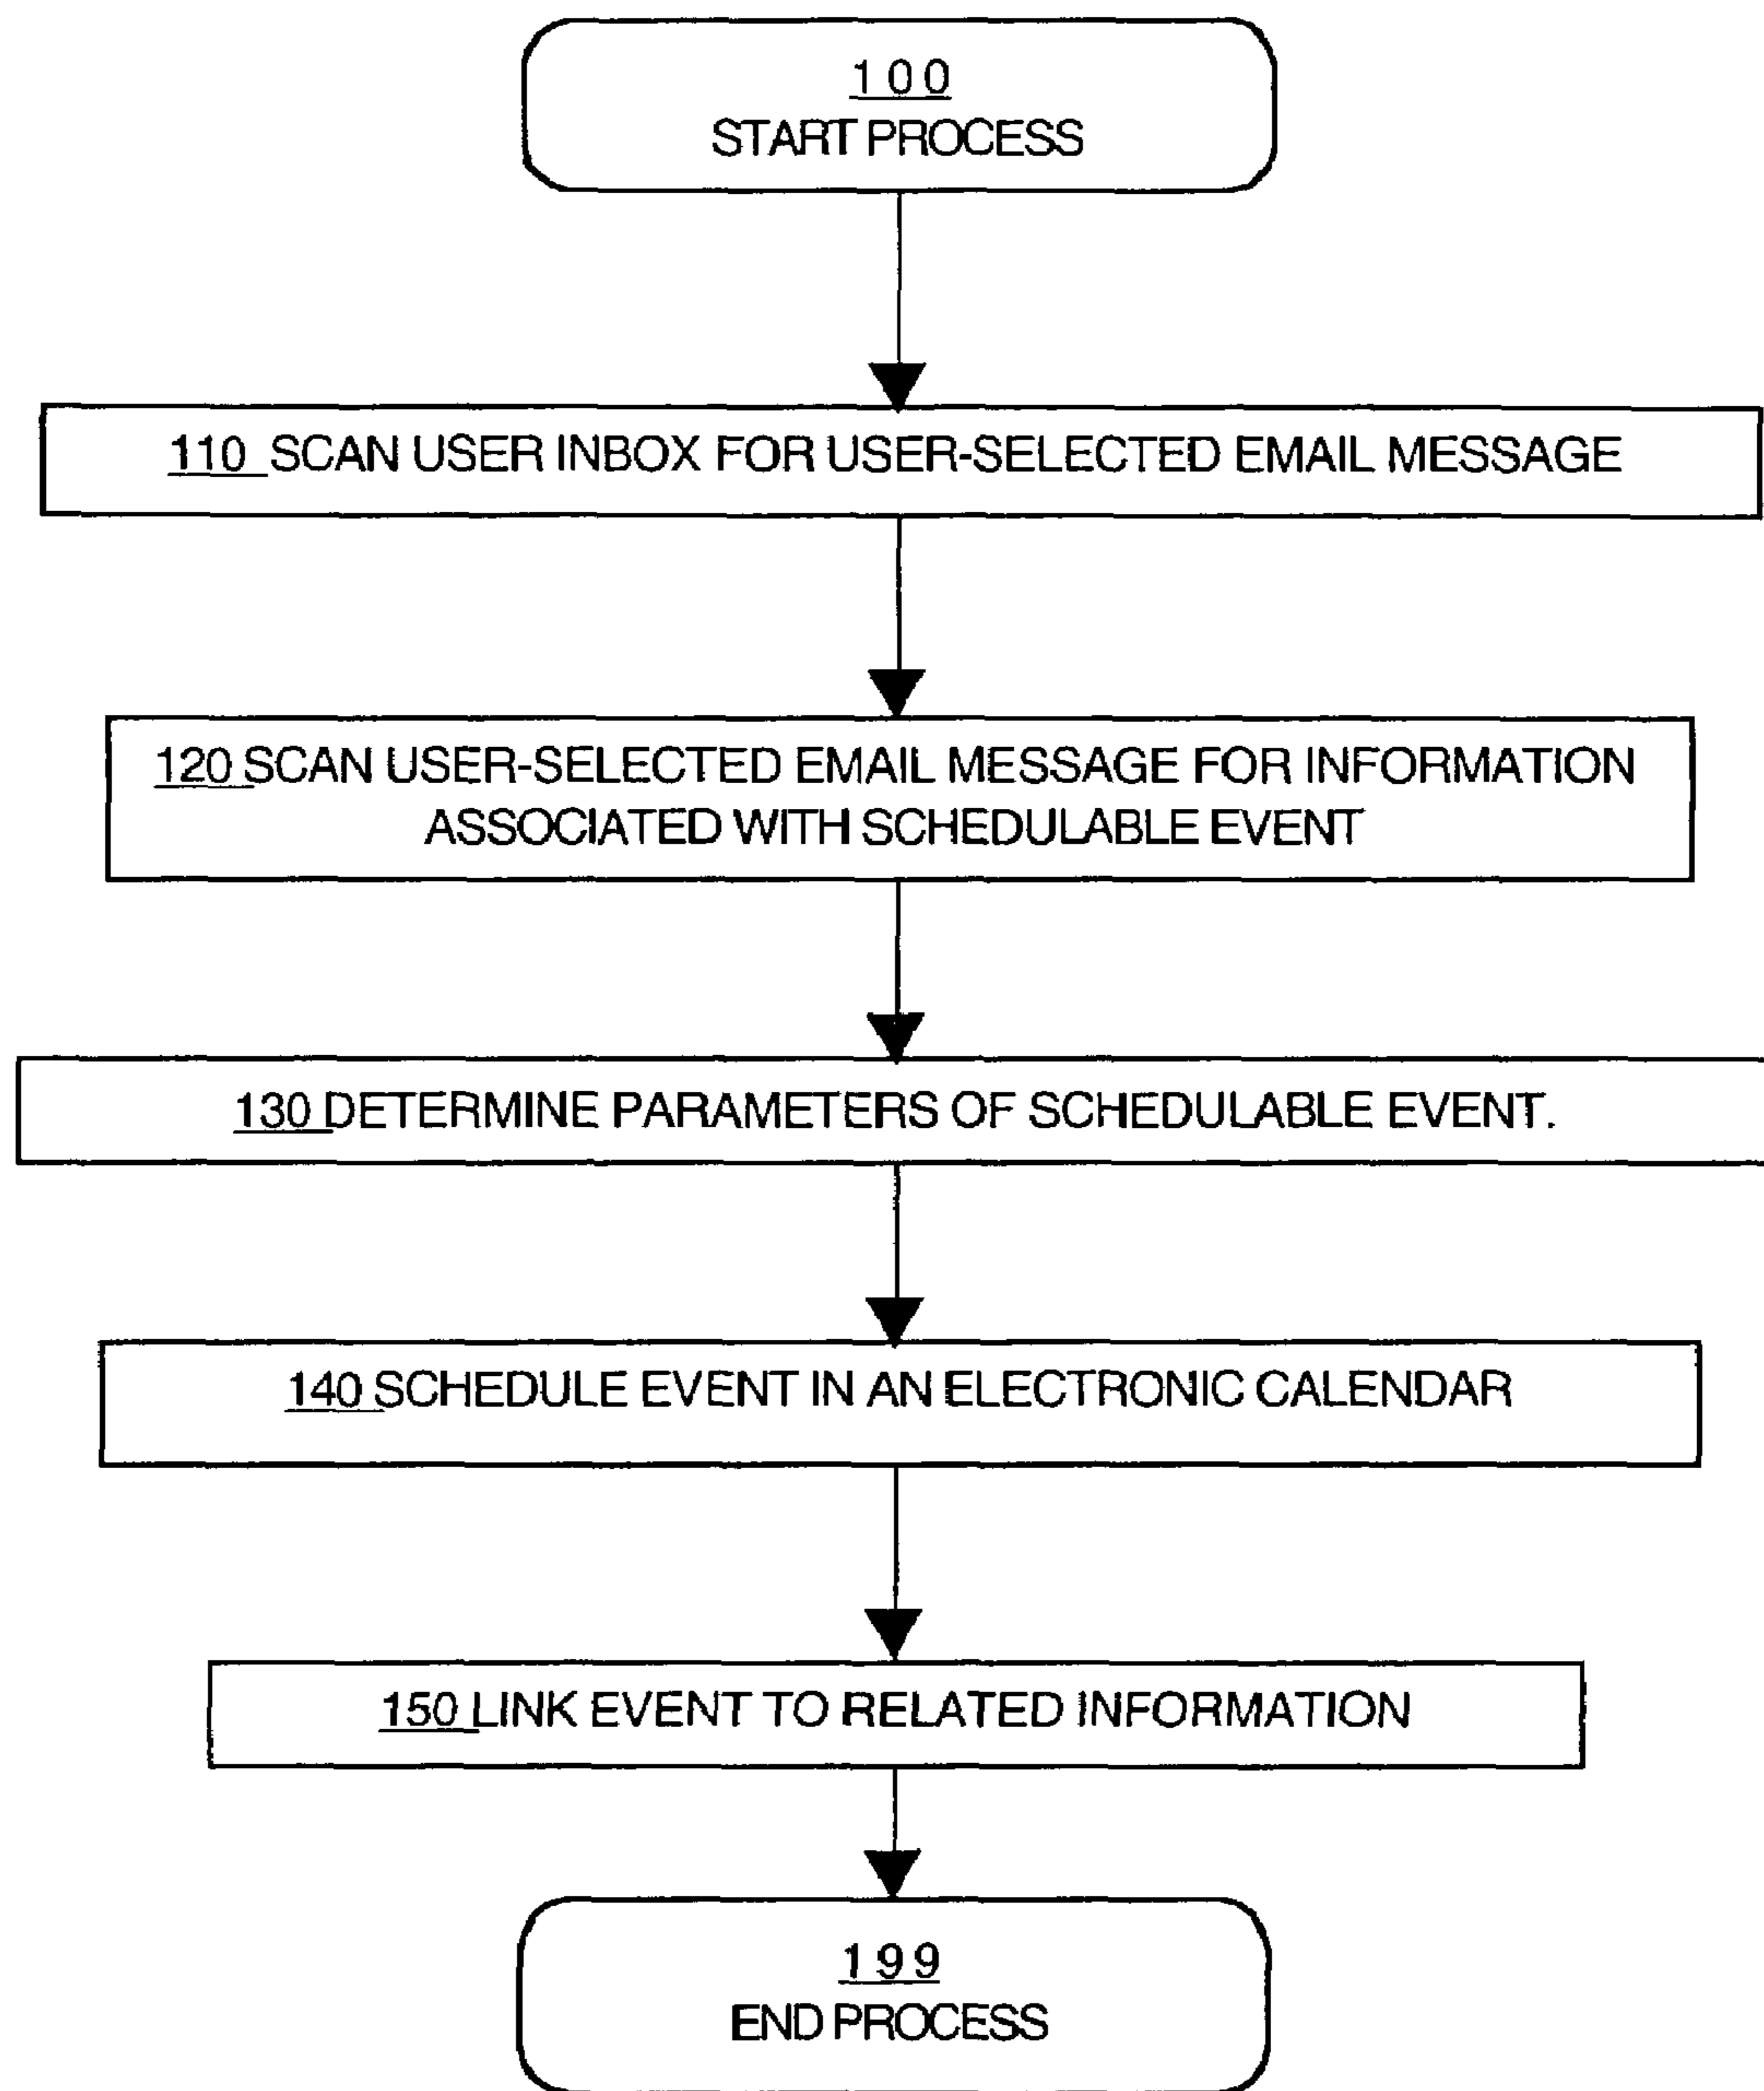 100
START PROCESS
110 SCAN USER INBOX FOR USER-SELECTED EMAIL MESSAGE
120 SCAN USER-SELECTED EMAIL MESSAGE FOR INFORMATION
ASSOCIATED WITH SCHEDULABLE EVENT
130 DETERMINE PARAMETERS OF SCHEDULABLE EVENT.
140 SCHEDULE EVENT IN AN ELECTRONIC CALENDAR
150 LINK EVENT TO RELATED INFORMATION
199
END PROCESS